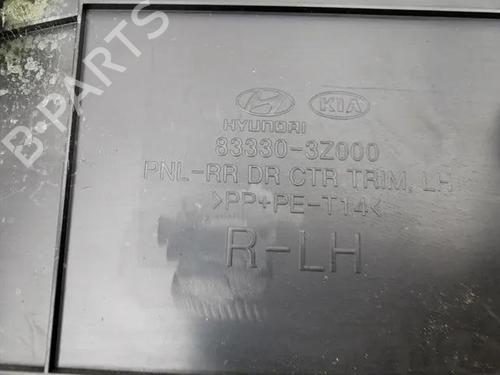 B-PARTS
KIA
HYUNDAI
83330-3Z000
PNL-RR DR CTR TRIM, LH
>PP+PE-T14<
R-LH